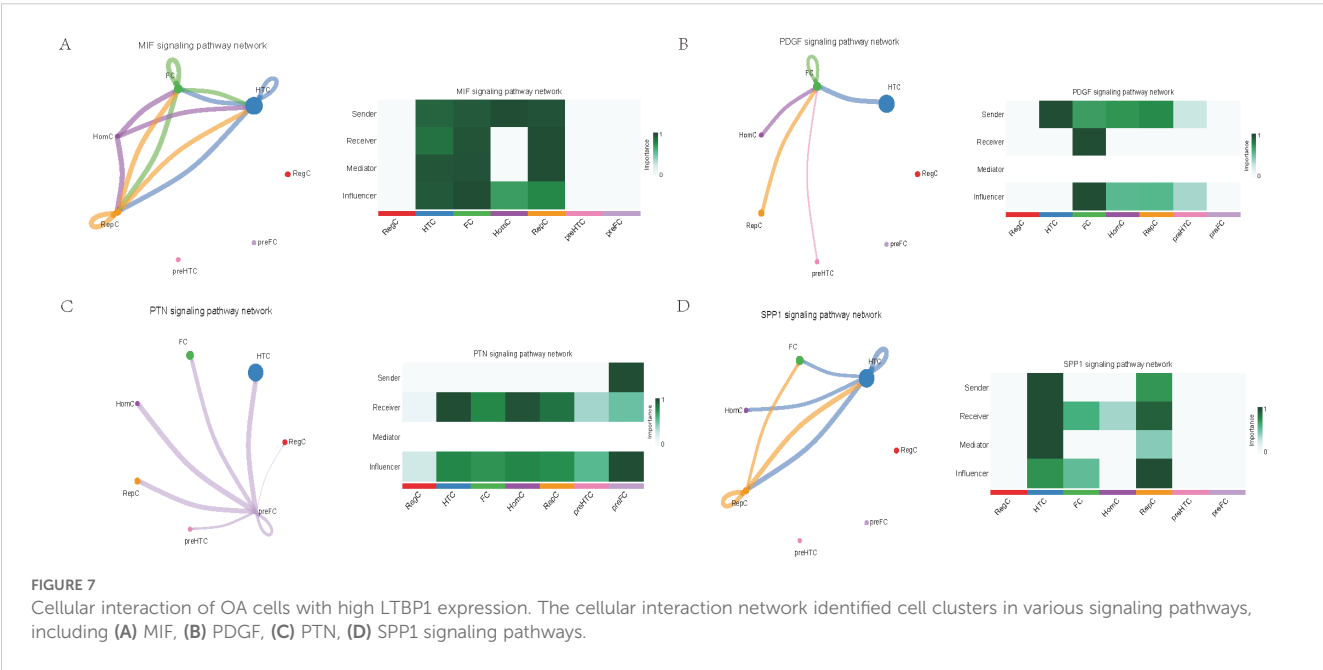 A
MIF signaling pathway network
FC
HTC
HomC
RegC
RepC
preFC
preHTC
MIF signaling pathway network
Sender
Receiver
Mediator
Influencer
Importance
1
0
RegC
HTC
FC
HomC
RepC
preHTC
preFC
B
PDGF signaling pathway network
FC
HTC
HomC
RegC
RepC
preFC
preHTC
PDGF signaling pathway network
Sender
Receiver
Mediator
Influencer
Importance
1
0
RegC
HTC
FC
HomC
RepC
preHTC
preFC
C
PTN signaling pathway network
FC
HTC
HomC
RegC
RepC
preFC
preHTC
PTN signaling pathway network
Sender
Receiver
Mediator
Influencer
Importance
1
0
RegC
HTC
FC
HomC
RepC
preHTC
preFC
D
SPP1 signaling pathway network
FC
HTC
HomC
RegC
RepC
preFC
preHTC
SPP1 signaling pathway network
Sender
Receiver
Mediator
Influencer
Importance
1
0
RegC
HTC
FC
HomC
RepC
preHTC
preFC
FIGURE 7
Cellular interaction of OA cells with high LTBP1 expression. The cellular interaction network identified cell clusters in various signaling pathways,
including (A) MIF, (B) PDGF, (C) PTN, (D) SPP1 signaling pathways.